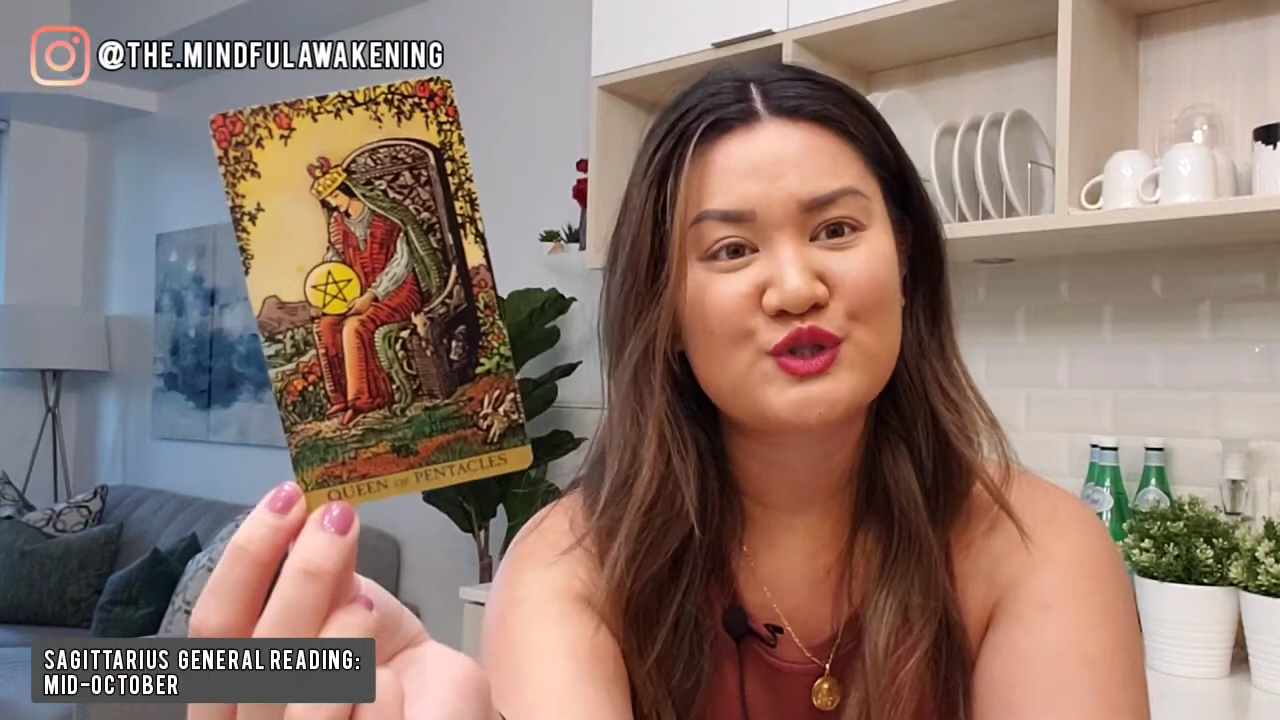 @THE.MINDFULAWAKENING
QUEEN OF PENTACLES
SAGITTARIUS GENERAL READING:
MID-OCTOBER